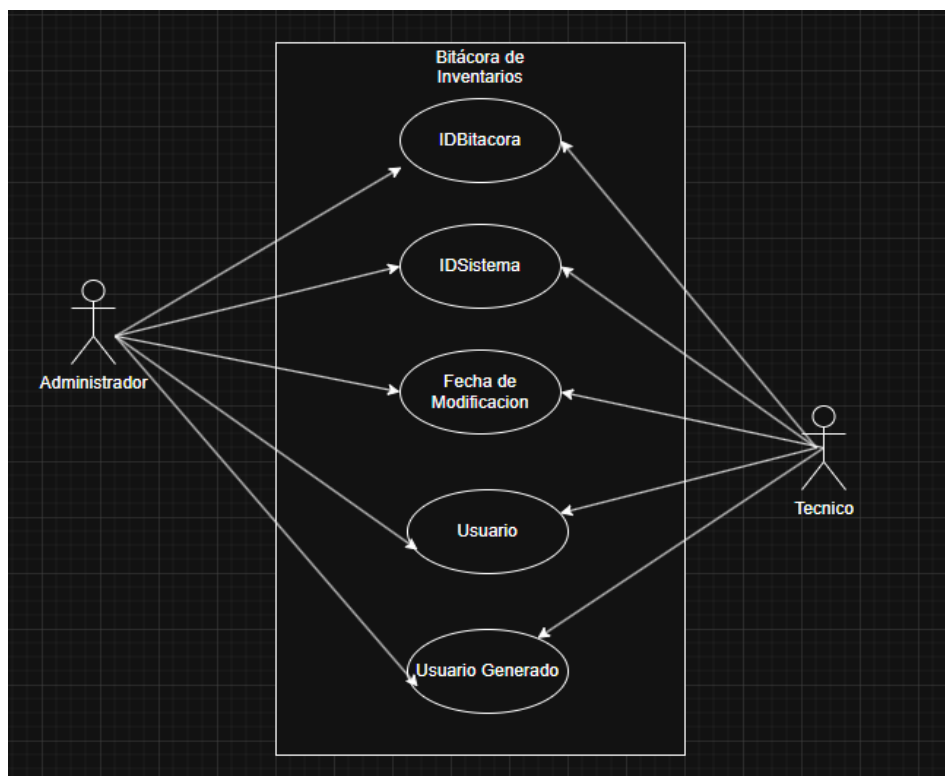 Bitácora de
Inventarios
IDBitacora
IDSistema
Administrador
Fecha de
Modificacion
Tecnico
Usuario
Usuario Generado